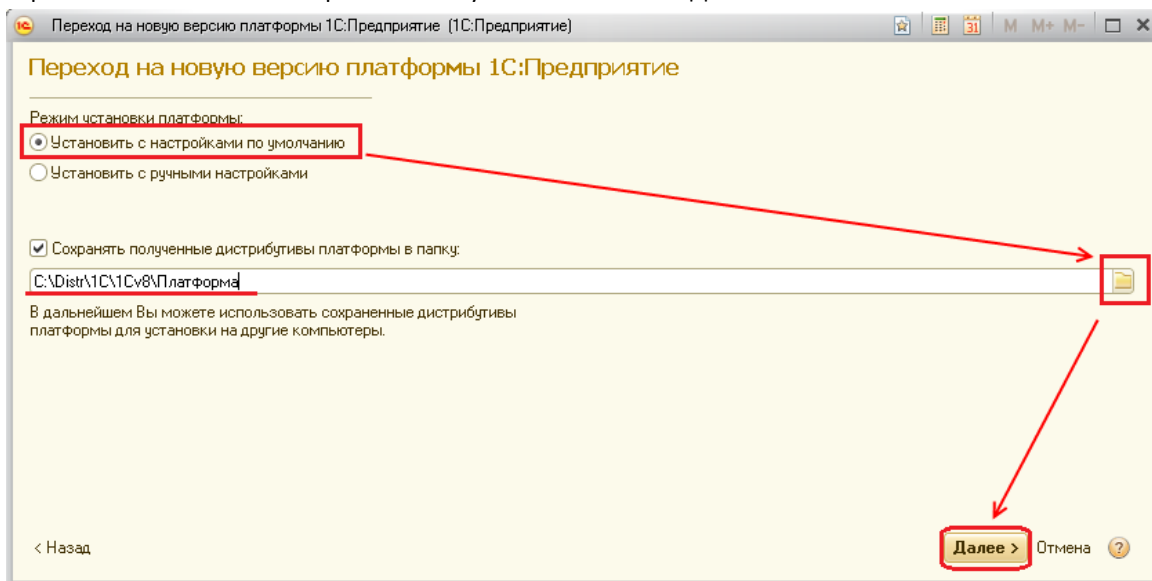 Переход на новую версию платформы 1С:Предприятие (1С:Предприятие)
31 M M+ M-
Переход на новую версию платформы 1С:Предприятие
Режим установки платформы:
Установить с настройками по умолчанию
Установить с ручными настройками
Сохранять полученные дистрибутивы платформы в папку:
C:\Distr\1C\1Cv8\Платформа
В дальнейшем Вы можете использовать сохраненные дистрибутивы
платформы для установки на другие компьютеры.
< Назад
Далее > Отмена ?